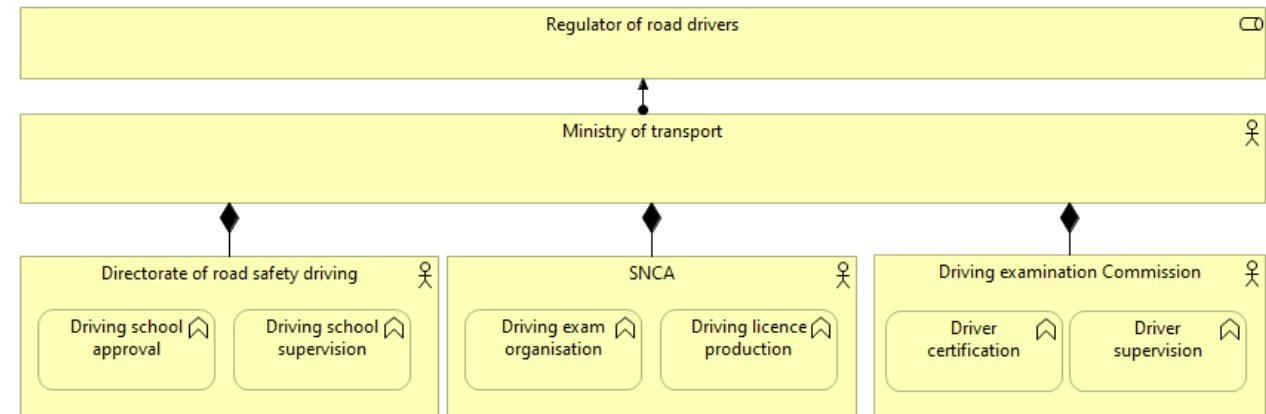 Regulator of road drivers
Ministry of transport
Directorate of road safety driving
Driving school
approval
Driving school
supervision
SNCA
Driving exam
organisation
Driving licence
production
Driving examination Commission
Driver
certification
Driver
supervision